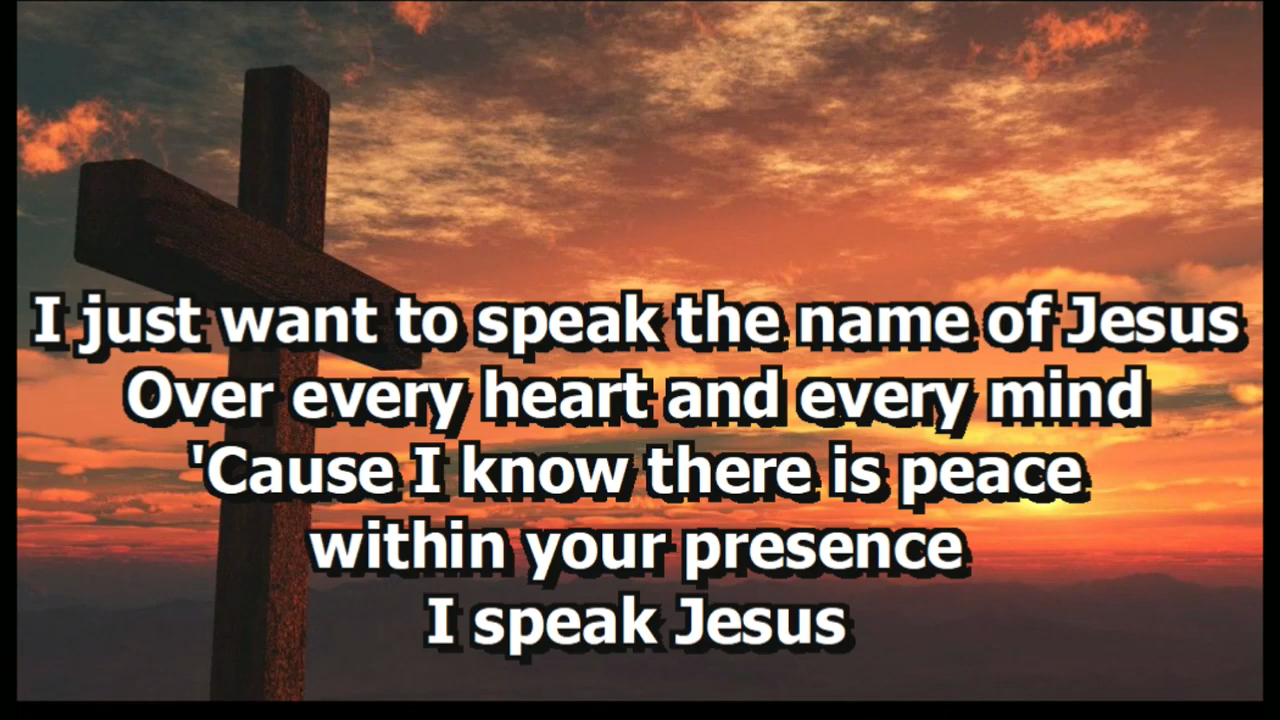 I just want to speak the name of Jesus
Over every heart and every mind
'Cause I know there is peace
within your presence
I speak Jesus